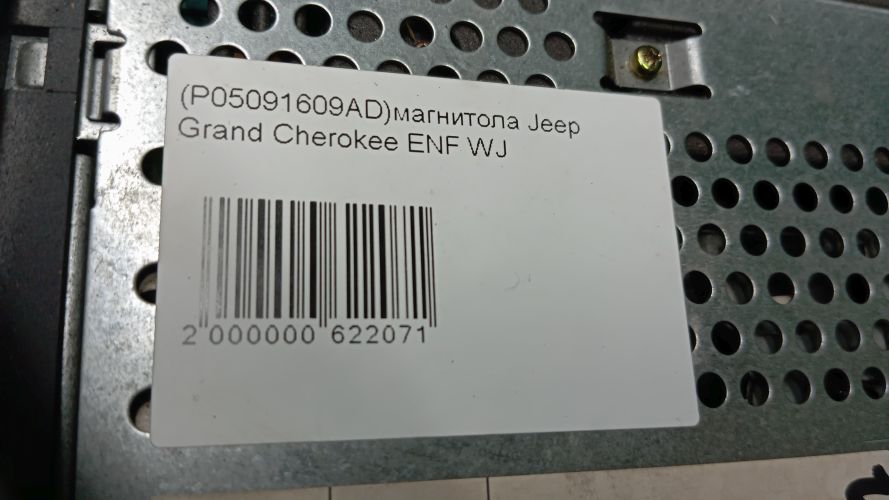 (P05091609AD)магнитола Jeep
Grand Cherokee ENF WJ
2 000000 622071